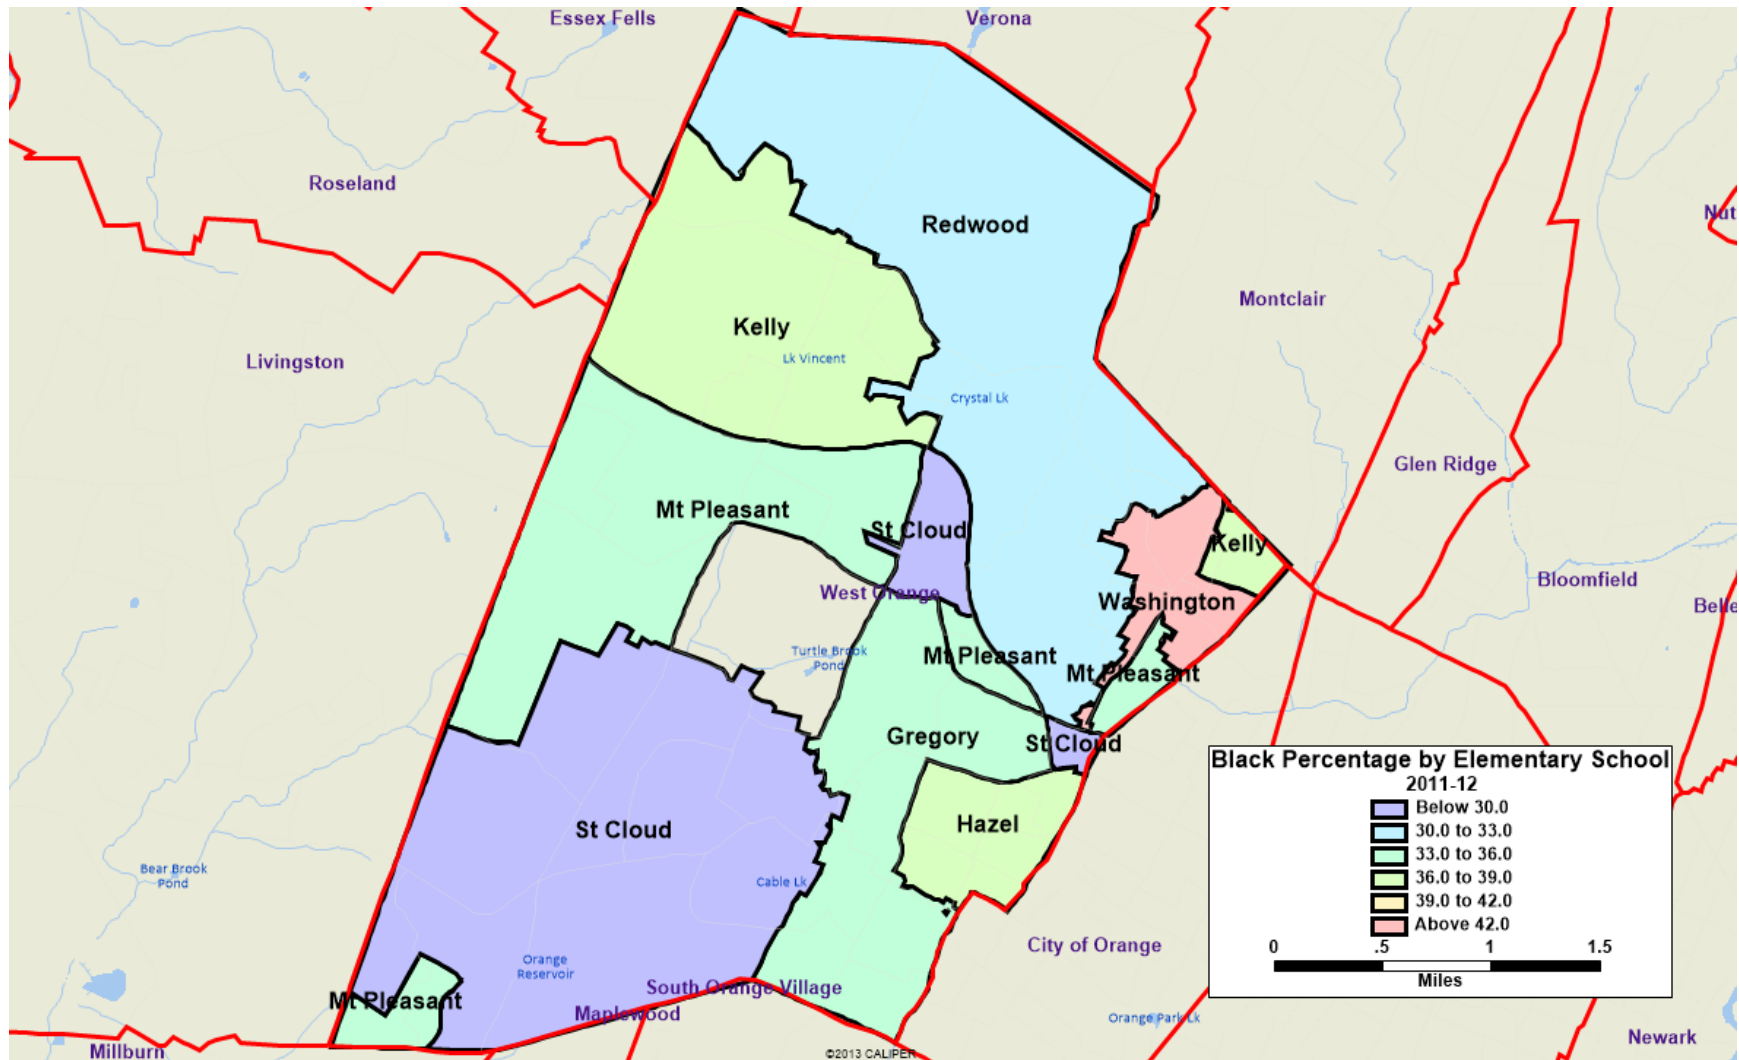 Essex Fells
Verona
Roseland
Nut
Redwood
Montclair
Kelly
Lk Vincent
Livingston
Crystal Lk
Glen Ridge
Mt Pleasant
St Cloud
Kelly
Bloomfield
West Orange
Washington
Belle
Turtle Brook
Pond
Mt Pleasant
Mt Pleasant
Gregory
St Cloud
Black Percentage by Elementary School
2011-12
Below 30.0
30.0 to 33.0
33.0 to 36.0
36.0 to 39.0
39.0 to 42.0
Above 42.0
0 .5 1 1.5
Miles
St Cloud
Hazel
Bear Brook
Pond
Cable Lk
City of Orange
Orange
Reservoir
South Orange Village
Mt Pleasant
Maplewood
Orange Park Lk
Newark
Millburn
©2013 CALIPER